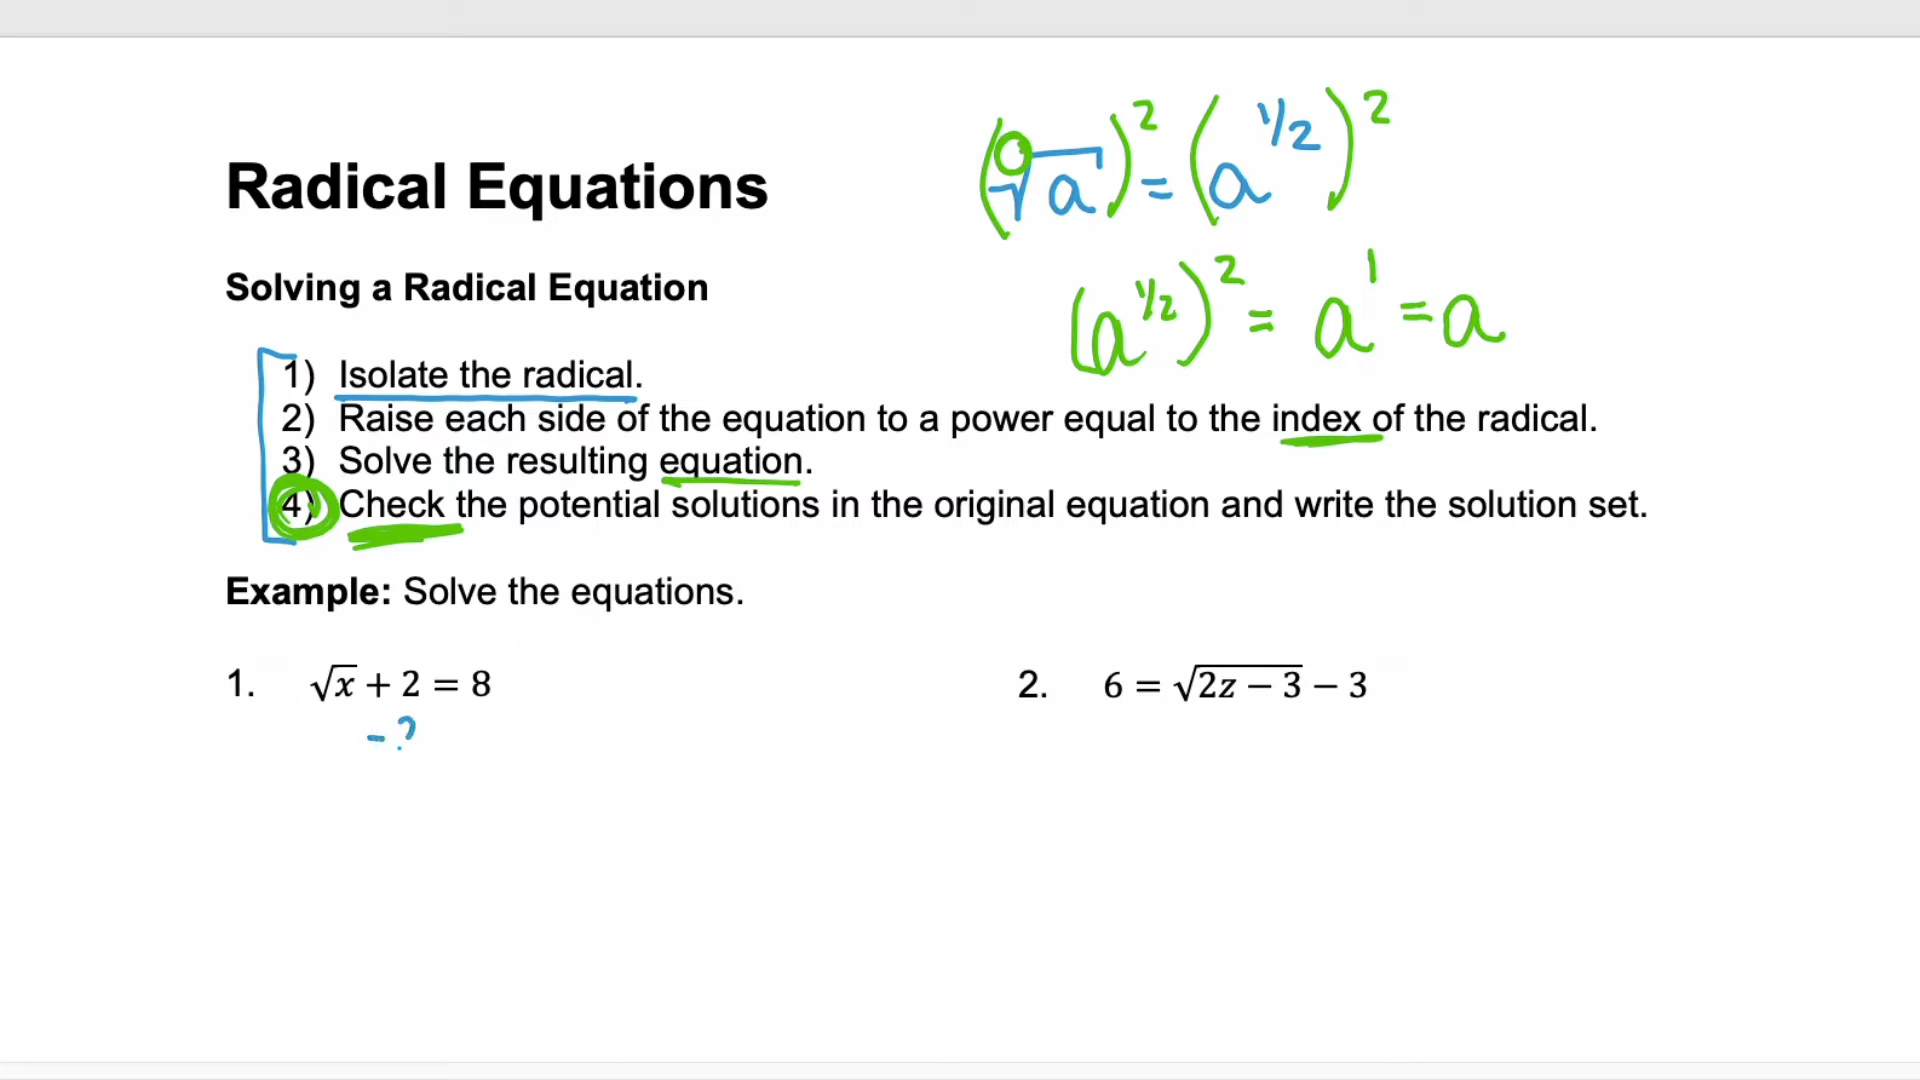 Radical Equations
(√a)² = (a^1/2)²
(a^1/2)² = a¹ = a
Solving a Radical Equation
1) Isolate the radical.
2) Raise each side of the equation to a power equal to the index of the radical.
3) Solve the resulting equation.
4) Check the potential solutions in the original equation and write the solution set.
Example: Solve the equations.
1. √x + 2 = 8
2. 6 = √(2z − 3) − 3
-